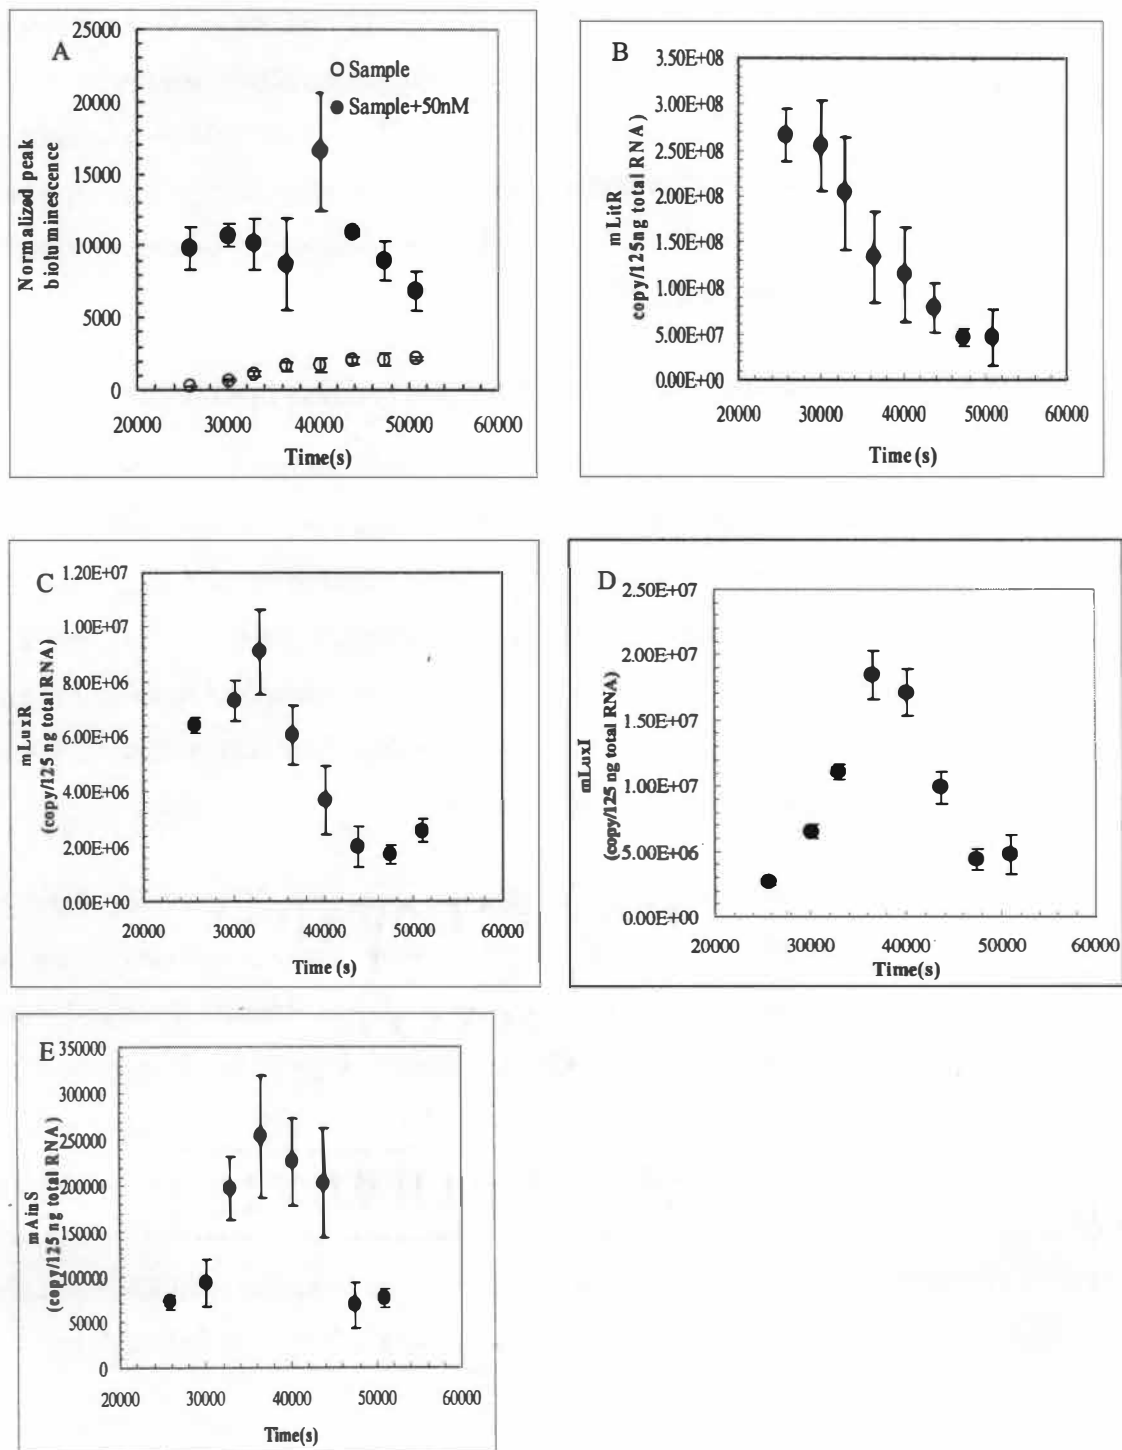 A
25000
20000
15000
10000
5000
0
Normalized peak
bioluminescence
Sample
Sample+50nM
20000 30000 40000 50000 60000
Time(s)
B
3.50E+08
3.00E+08
2.50E+08
2.00E+08
1.50E+08
1.00E+08
5.00E+07
0.00E+00
mLitR
copy/125ng total RNA)
20000 30000 40000 50000 60000
Time (s)
C
1.20E+07
1.00E+07
8.00E+06
6.00E+06
4.00E+06
2.00E+06
0.00E+00
mLuxR
(copy/125 ng total RNA)
20000 30000 40000 50000 60000
Time (s)
D
2.50E+07
2.00E+07
1.50E+07
1.00E+07
5.00E+06
0.00E+00
mLuxI
(copy/125 ng total RNA)
20000 30000 40000 50000 60000
Time(s)
E
350000
300000
250000
200000
150000
100000
50000
0
mAinS
(copy/125 ng total RNA)
20000 30000 40000 50000 60000
Time(s)